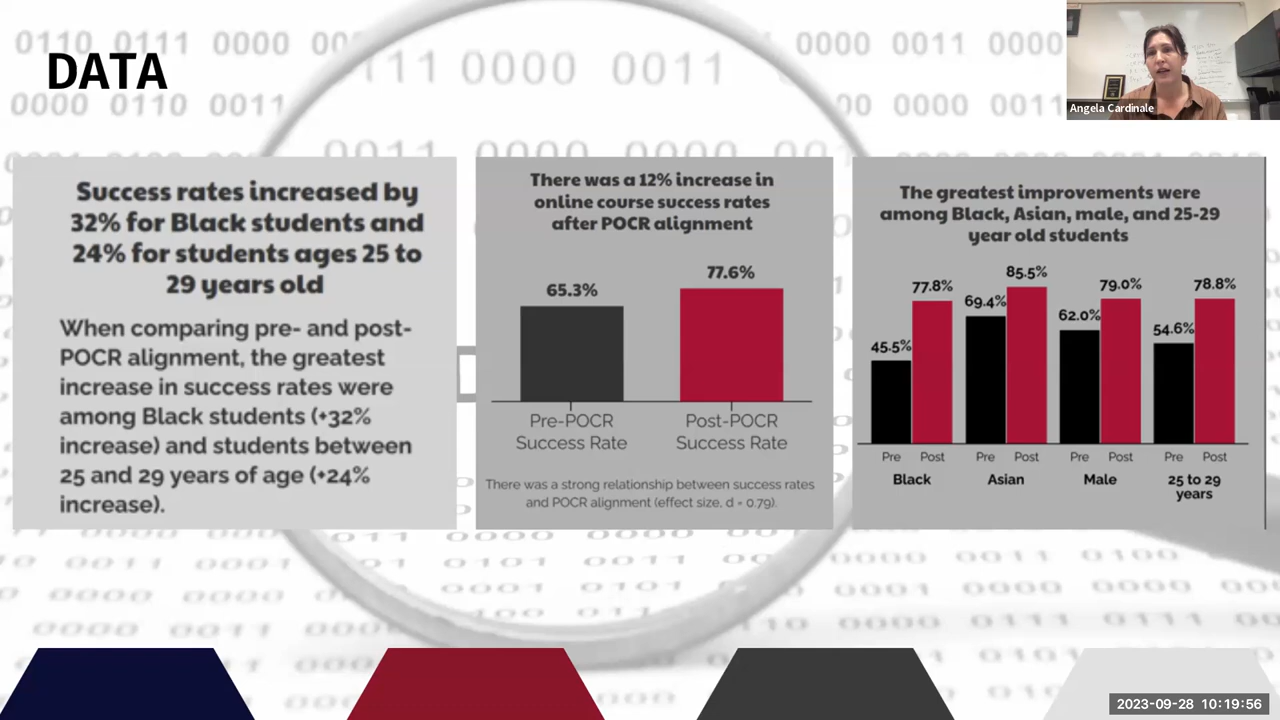 DATA
Angela Cardinale
Success rates increased by
32% for Black students and
24% for students ages 25 to
29 years old
When comparing pre- and post-
POCR alignment, the greatest
increase in success rates were
among Black students (+32%
increase) and students between
25 and 29 years of age (+24%
increase).
There was a 12% increase in
online course success rates
after POCR alignment
65.3%
77.6%
Pre-POCR
Success Rate
Post-POCR
Success Rate
There was a strong relationship between success rates
and POCR alignment (effect size, d = 0.79).
The greatest improvements were
among Black, Asian, male, and 25-29
year old students
45.5%
77.8%
69.4%
85.5%
62.0%
79.0%
54.6%
78.8%
Pre Post Pre Post Pre Post Pre Post
Black Asian Male 25 to 29
years
2023-09-28 10:19:56